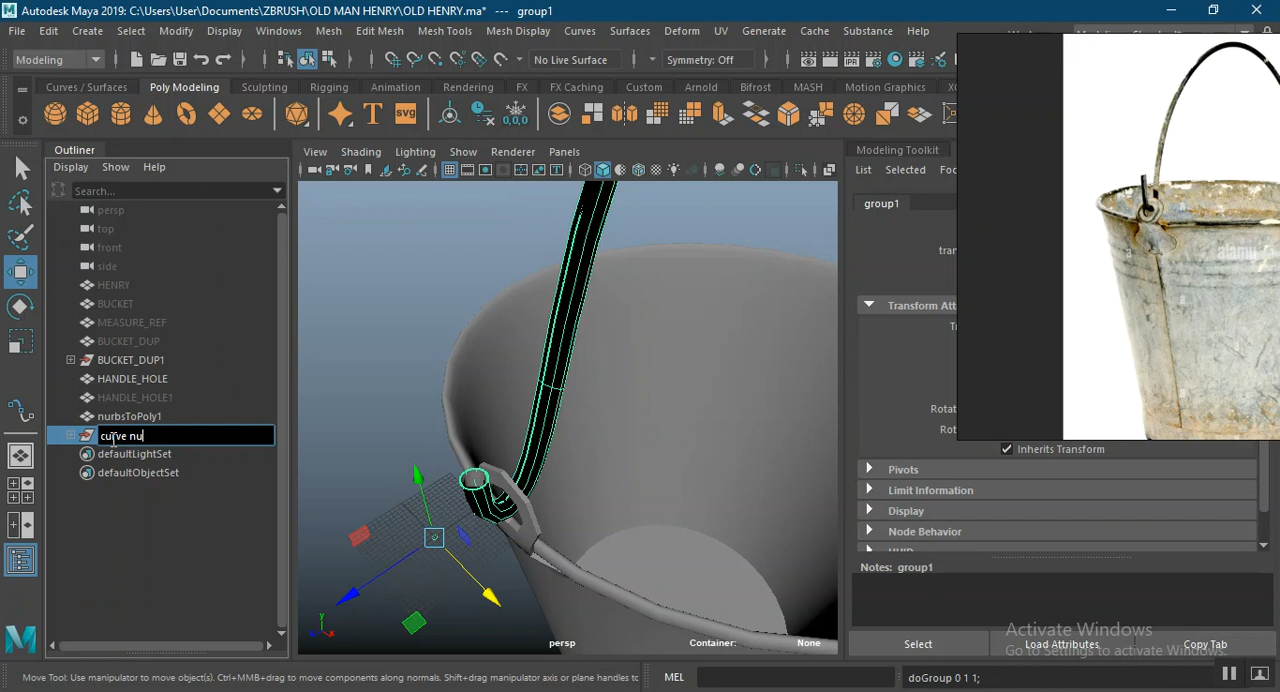 Autodesk Maya 2019: C:\Users\User\Documents\ZBRUSH\OLD MAN HENRY\OLD HENRY.ma* --- group1
File Edit Create Select Modify Display Windows Mesh Edit Mesh Mesh Tools Mesh Display Curves Surfaces Deform UV Generate Cache Substance Help
Modeling No Live Surface Symmetry: Off
Curves / Surfaces Poly Modeling Sculpting Rigging Animation Rendering FX FX Caching Custom Arnold Bifrost MASH Motion Graphics
T SVG 0,0,0 IPR
Outliner
Display Show Help
Search...
persp
top
front
side
HENRY
BUCKET
MEASURE_REF
BUCKET_DUP
BUCKET_DUP1
HANDLE_HOLE
HANDLE_HOLE1
nurbsToPoly1
curve nu
defaultLightSet
defaultObjectSet
View Shading Lighting Show Renderer Panels
y
persp
Container: None
Modeling Toolkit
List Selected
group1
Transform
Inherits Transform
Pivots
Limit Information
Display
Node Behavior
Notes: group1
Select Load Attributes Copy Tab
Activate Windows
Go to Settings to activate Windows.
a
alamy
a
a
Move Tool: Use manipulator to move object(s). Ctrl+MMB+drag to move components along normals. Shift+drag manipulator axis or plane handles to
MEL
doGroup 0 1 1;